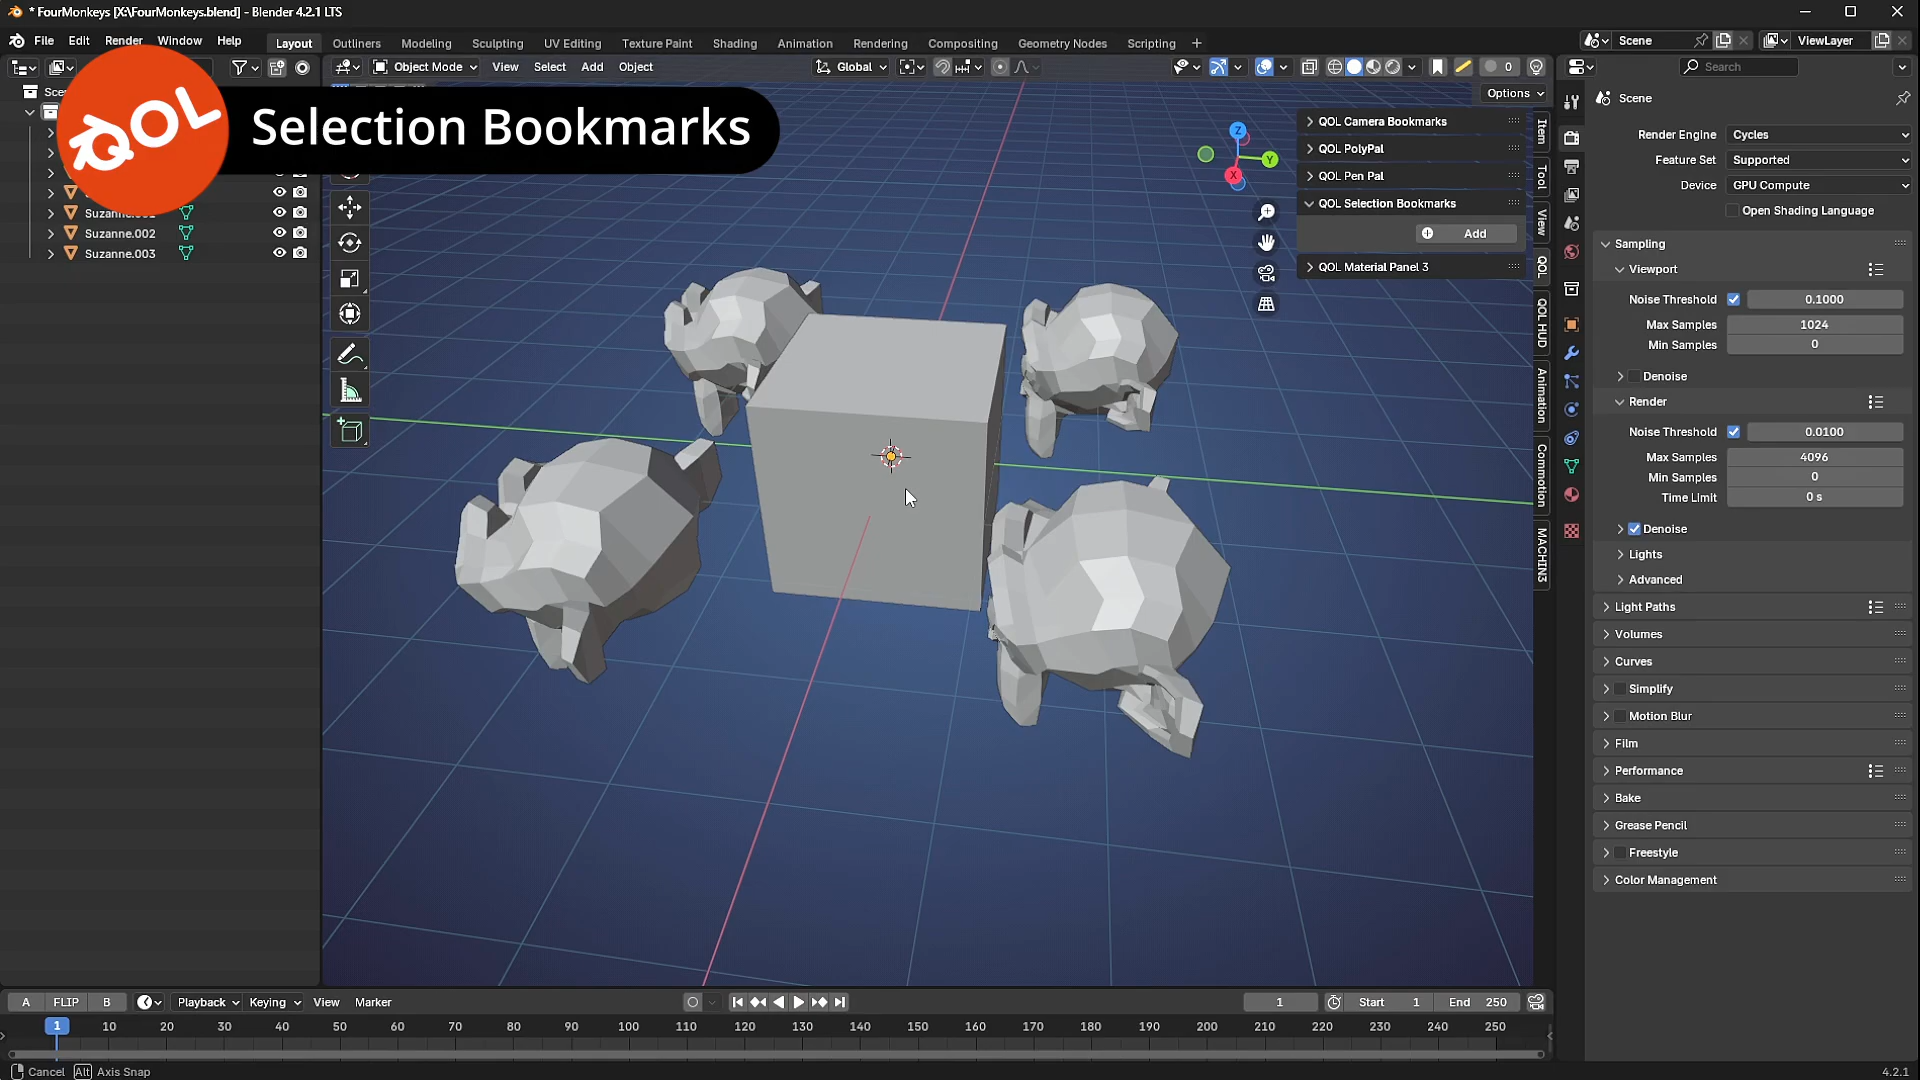 * FourMonkeys [X:\FourMonkeys.blend] - Blender 4.2.1 LTS
File Edit Render Window Help Layout Outliners Modeling Sculpting UV Editing Texture Paint Shading Animation Rendering Compositing Geometry Nodes Scripting + Scene ViewLayer
Object Mode View Select Add Object Global 0 Search
Options
QOL
Selection Bookmarks
Suzanne.002
Suzanne.003
Z
Y
X
QOL Camera Bookmarks
QOL PolyPal
QOL Pen Pal
QOL Selection Bookmarks
Add
QOL Material Panel 3
Item
Tool
View
QOL
QOL HUD
Animation
Commotion
MACHIN3
Scene
Render Engine Cycles
Feature Set Supported
Device GPU Compute
Open Shading Language
Sampling
Viewport
Noise Threshold 0.1000
Max Samples 1024
Min Samples 0
Denoise
Render
Noise Threshold 0.0100
Max Samples 4096
Min Samples 0
Time Limit 0 s
Denoise
Lights
Advanced
Light Paths
Volumes
Curves
Simplify
Motion Blur
Film
Performance
Bake
Grease Pencil
Freestyle
Color Management
A FLIP B Playback Keying View Marker 1 Start 1 End 250
1 10 20 30 40 50 60 70 80 90 100 110 120 130 140 150 160 170 180 190 200 210 220 230 240 250
Cancel Alt Axis Snap 4.2.1